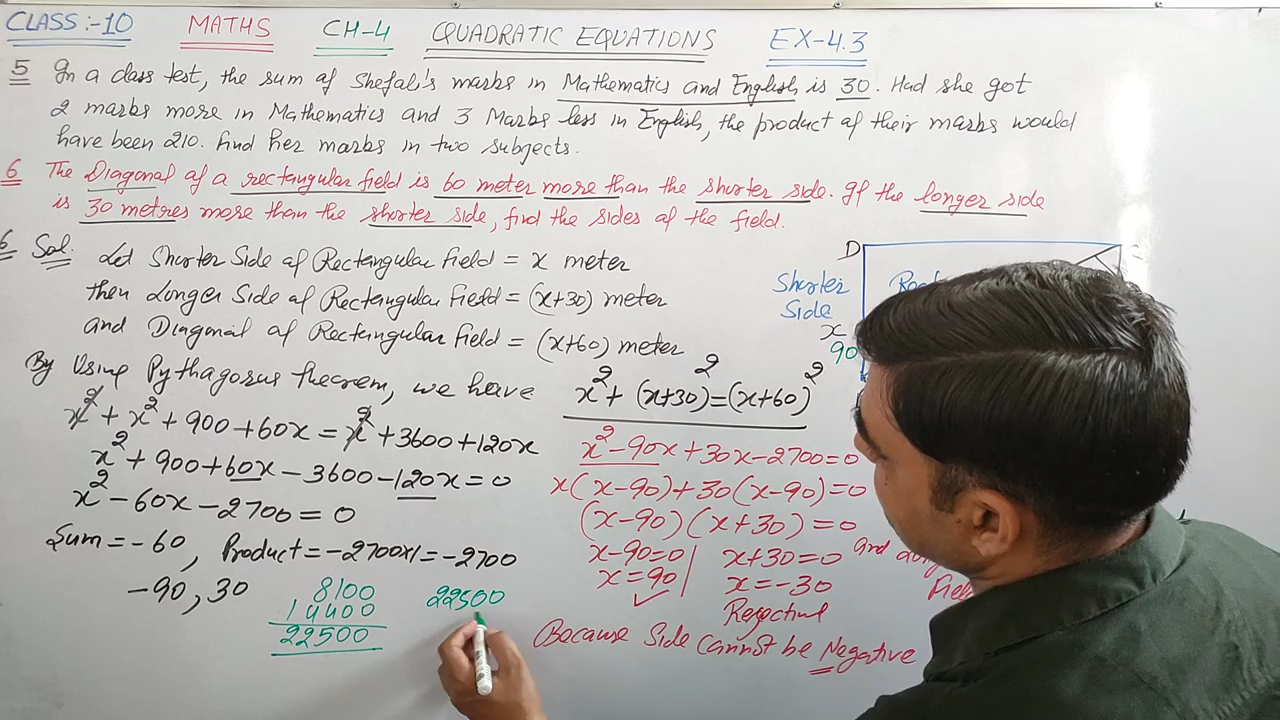 CLASS:-10 MATHS CH-4 QUADRATIC EQUATIONS EX-4.3
5 In a class test, the sum of Shefali's marks in Mathematics and English is 30. Had she got
2 marks more in Mathematics and 3 Marks less in English, the product of their marks would
have been 210. Find her marks in two subjects.
6 The Diagonal of a rectangular field is 60 meter more than the shorter side. If the longer side
is 30 metres more than the shorter side, find the sides of the field.
6 Sol. Let Shorter Side of Rectangular Field = x meter
then Longer Side of Rectangular Field = (x+30) meter
and Diagonal of Rectangular Field = (x+60) meter
By Using Pythagorus theorem, we have x² + (x+30)² = (x+60)²
x² + x² + 900 + 60x = x² + 3600 + 120x
x² + 900 + 60x - 3600 - 120x = 0
x² - 60x - 2700 = 0
Sum = -60, Product = -2700x1 = -2700
-90, 30
8100
14400
22500
22500
x² - 90x + 30x - 2700 = 0
x(x-90) + 30(x-90) = 0
(x-90) (x+30) = 0
x-90=0 | x+30=0
x=90 | x=-30
✓ Rejected
Because Side cannot be Negative
D
Shorter
Side
x
90
and